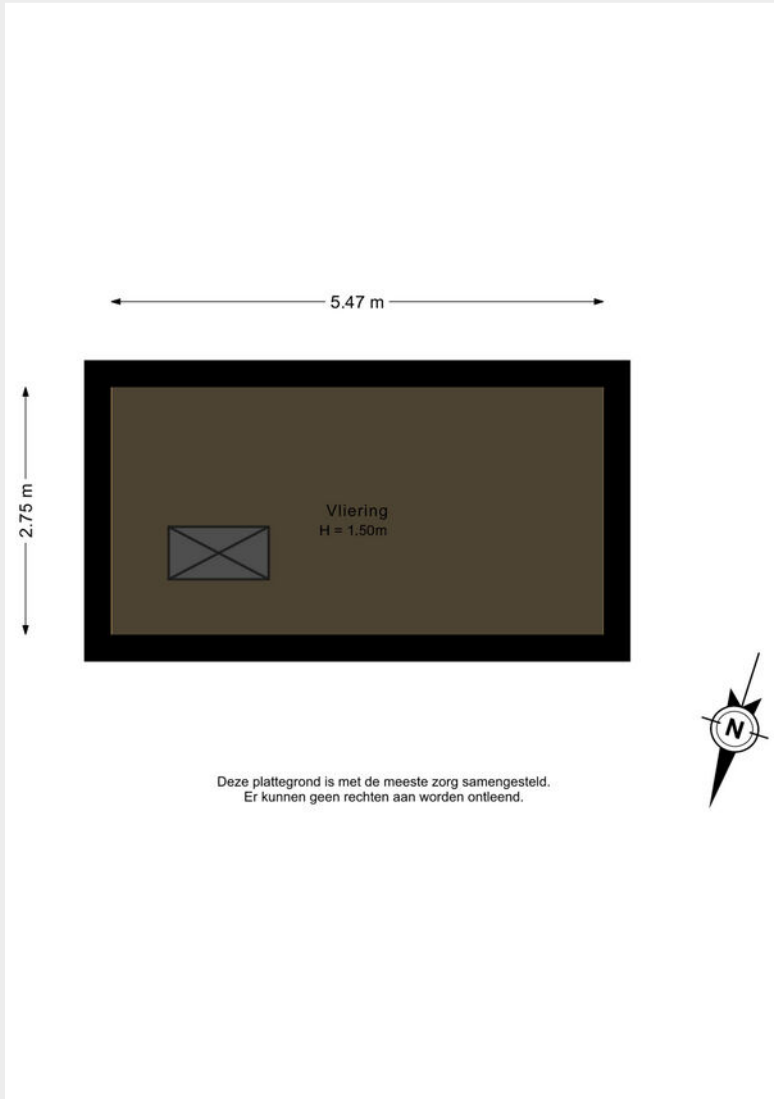 5.47 m
2.75 m
Vliering
H = 1.50m
N
Deze plattegrond is met de meeste zorg samengesteld.
Er kunnen geen rechten aan worden ontleend.